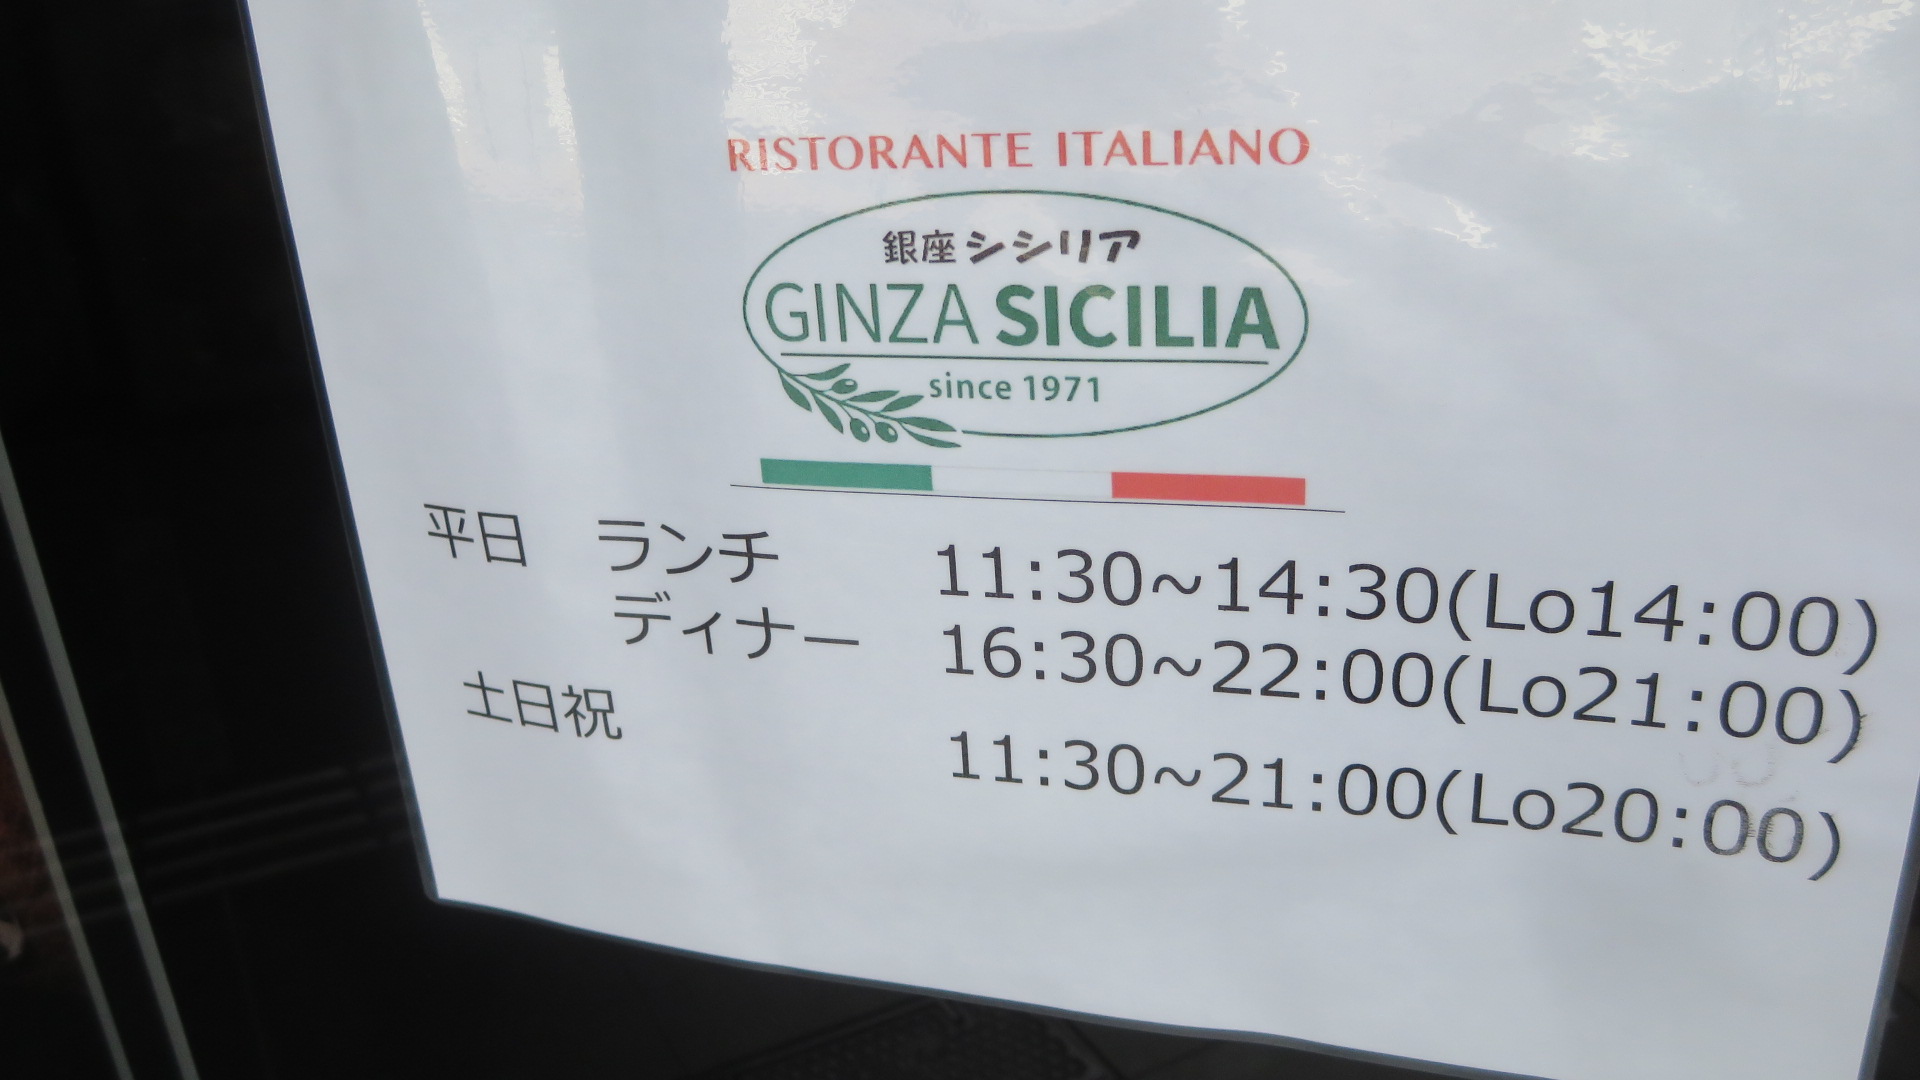 RISTORANTE ITALIANO
銀座シシリア
GINZA SICILIA
since 1971
平日 ランチ 11:30~14:30(Lo14:00)
ディナー 16:30~22:00(Lo21:00)
土日祝 11:30~21:00(Lo20:00)